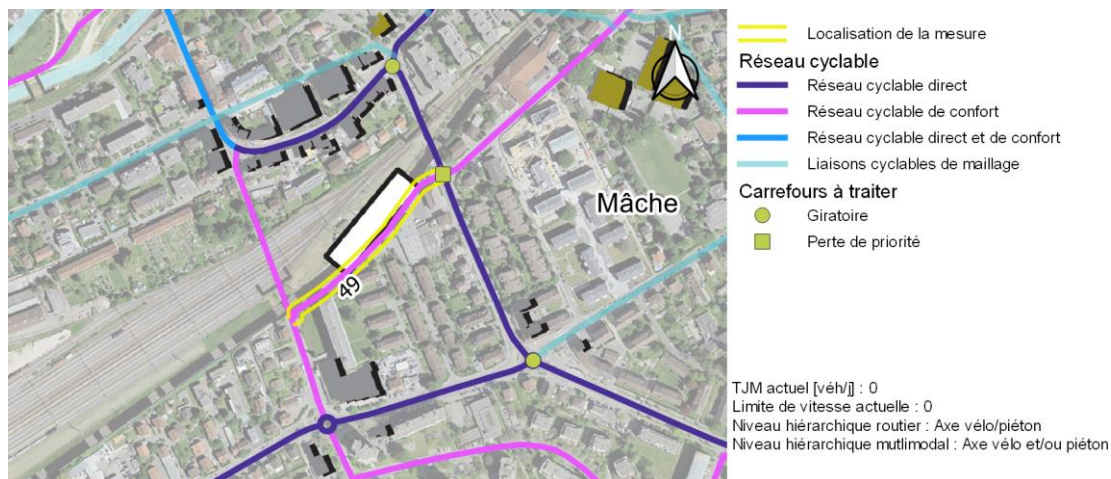 N
Mâche
49
Localisation de la mesure
Réseau cyclable
Réseau cyclable direct
Réseau cyclable de confort
Réseau cyclable direct et de confort
Liaisons cyclables de maillage
Carrefours à traiter
Giratoire
Perte de priorité
TJM actuel [véh/j] : 0
Limite de vitesse actuelle : 0
Niveau hiérarchique routier : Axe vélo/piéton
Niveau hiérarchique mutlimodal : Axe vélo et/ou piéton